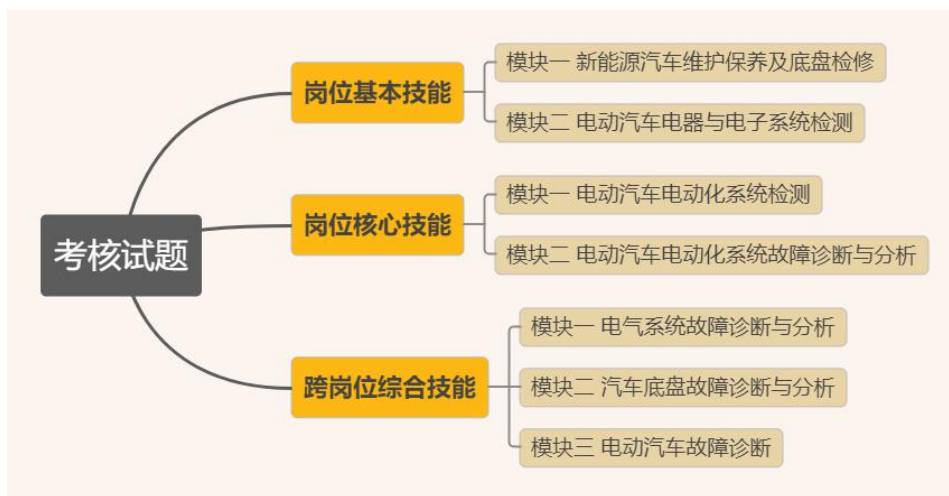 考核试题
岗位基本技能
模块一 新能源汽车维护保养及底盘检修
模块二 电动汽车电器与电子系统检测
岗位核心技能
模块一 电动汽车电动化系统检测
模块二 电动汽车电动化系统故障诊断与分析
跨岗位综合技能
模块一 电气系统故障诊断与分析
模块二 汽车底盘故障诊断与分析
模块三 电动汽车故障诊断